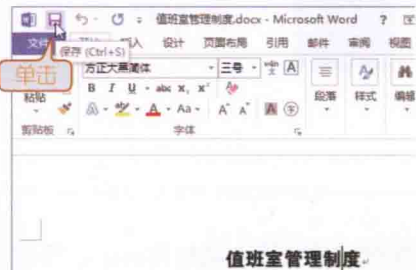 值班室管理制度.docx - Microsoft Word ?
文件 插入 设计 页面布局 引用 邮件 审阅 视图
保存 (Ctrl+S)
单击
方正大黑简体 三号 wén 文 A
粘贴 B I U abc X, X² 段落 样式 编辑
A Aa A A A 字
剪贴板 字体
值班室管理制度